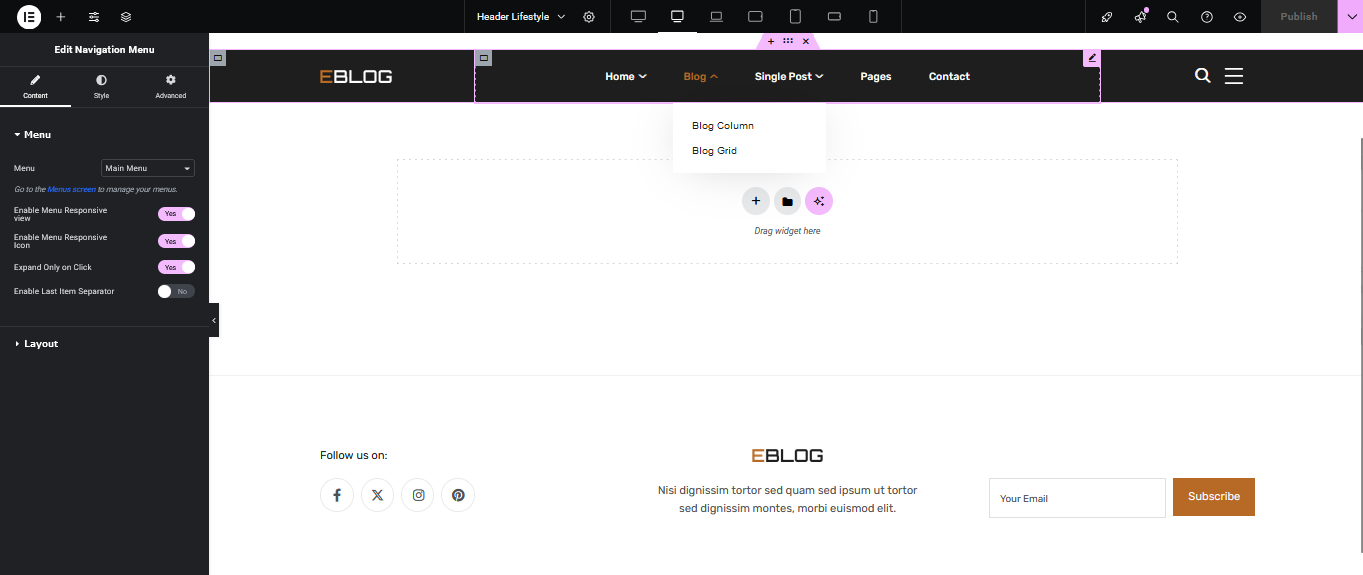 Header Lifestyle
Publish
Edit Navigation Menu
Content
Style
Advanced
Menu
Menu
Main Menu
Go to the Menus screen to manage your menus.
Enable Menu Responsive
view
Yes
Enable Menu Responsive
Icon
Yes
Expand Only on Click
Yes
Enable Last Item Separator
No
Layout
EBLOG
Home
Blog
Single Post
Pages
Contact
Blog Column
Blog Grid
Drag widget here
Follow us on:
EBLOG
Nisi dignissim tortor sed quam sed ipsum ut tortor
sed dignissim montes, morbi euismod elit.
Your Email
Subscribe